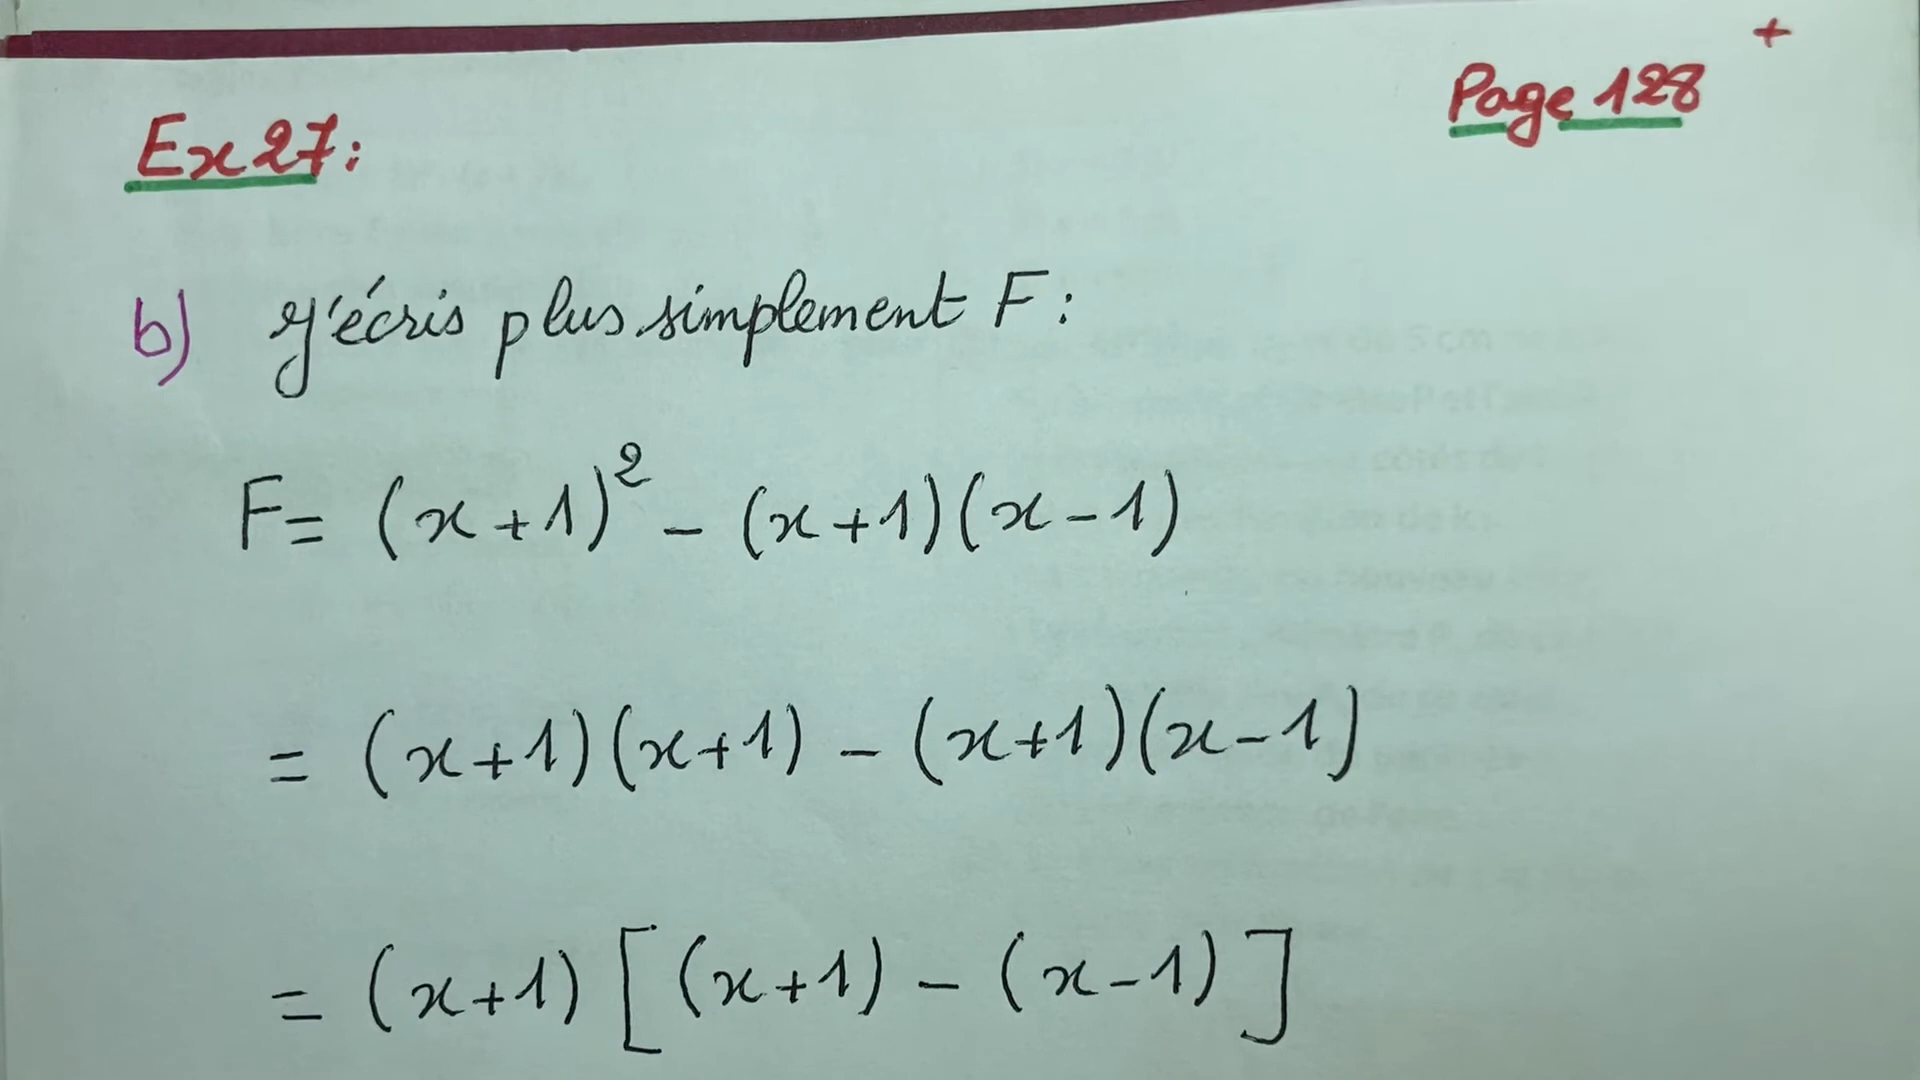 +
Page 128
Ex 27:
b) J'écris plus simplement F:
F= (x+1)² - (x+1)(x-1)
= (x+1)(x+1) - (x+1)(x-1)
= (x+1) [(x+1) - (x-1)]